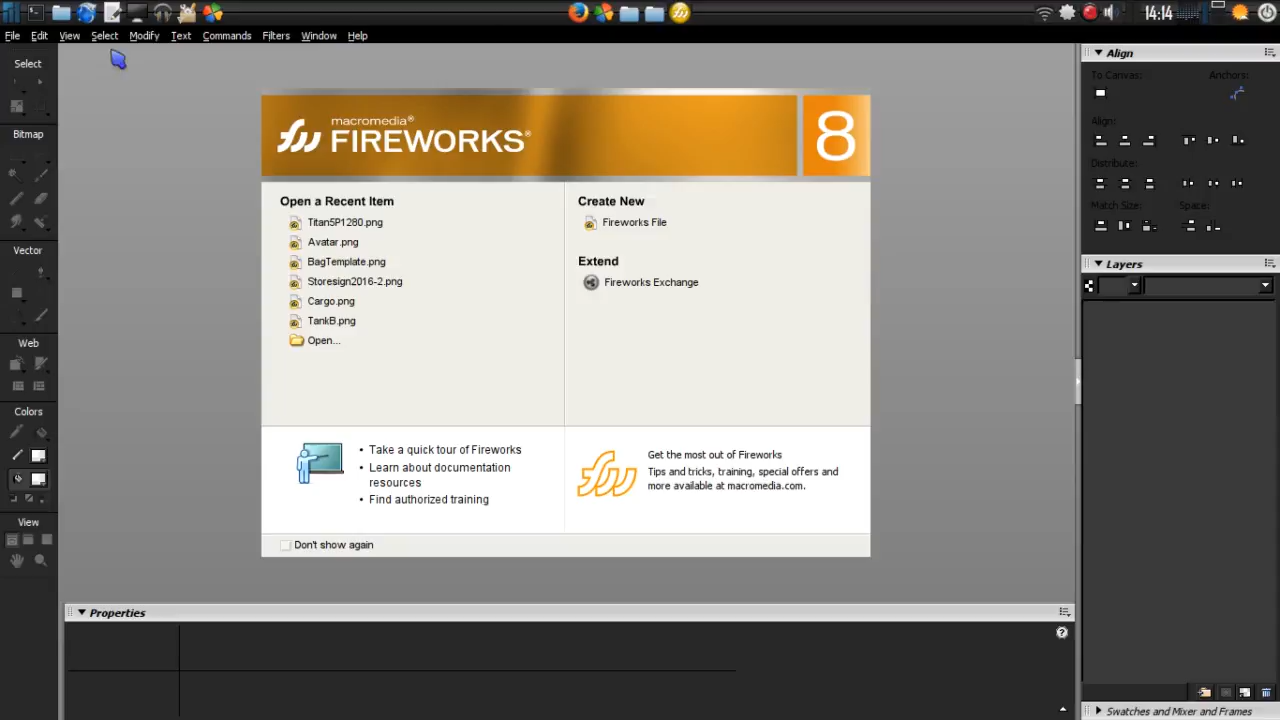 14:14
File Edit View Select Modify Text Commands Filters Window Help
Select
Bitmap
Vector
Web
Colors
View
macromedia®
FIREWORKS®
8
Open a Recent Item
Titan5P1280.png
Avatar.png
BagTemplate.png
Storesign2016-2.png
Cargo.png
TankB.png
Open...
Create New
Fireworks File
Extend
Fireworks Exchange
• Take a quick tour of Fireworks
• Learn about documentation
resources
• Find authorized training
Get the most out of Fireworks
Tips and tricks, training, special offers and
more available at macromedia.com.
Don't show again
Properties
Align
To Canvas: Anchors:
Align:
Distribute:
Match Size: Space:
Layers
Swatches and Mixer and Frames